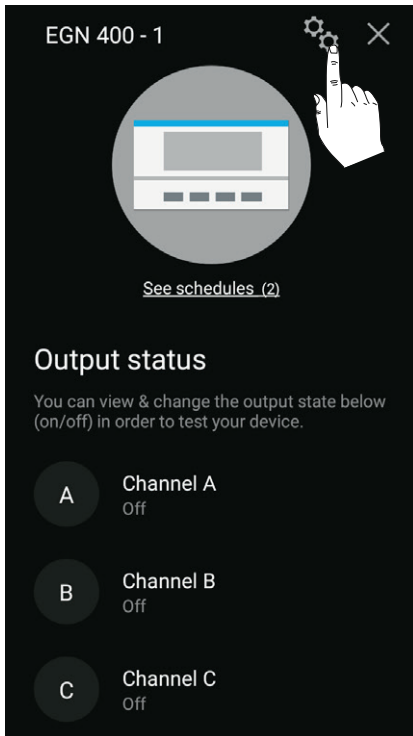 EGN 400 - 1
See schedules (2)
Output status
You can view & change the output state below
(on/off) in order to test your device.
A
Channel A
Off
B
Channel B
Off
C
Channel C
Off